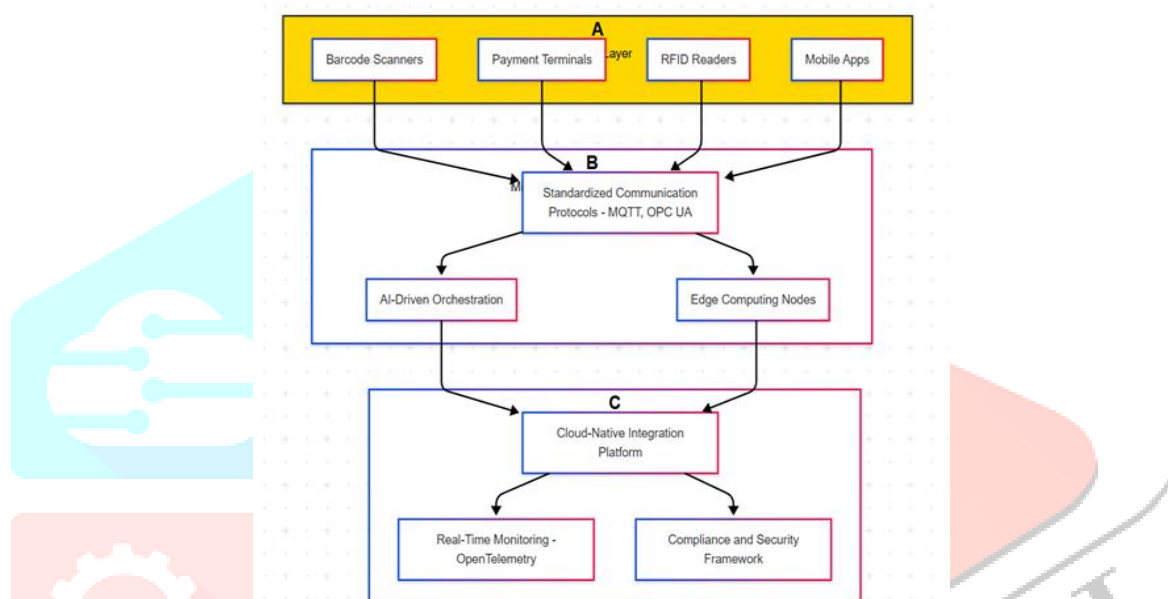 A
Layer
Barcode Scanners
Payment Terminals
RFID Readers
Mobile Apps
B
M
Standardized Communication
Protocols - MQTT, OPC UA
AI-Driven Orchestration
Edge Computing Nodes
C
Cloud-Native Integration
Platform
Real-Time Monitoring -
OpenTelemetry
Compliance and Security
Framework